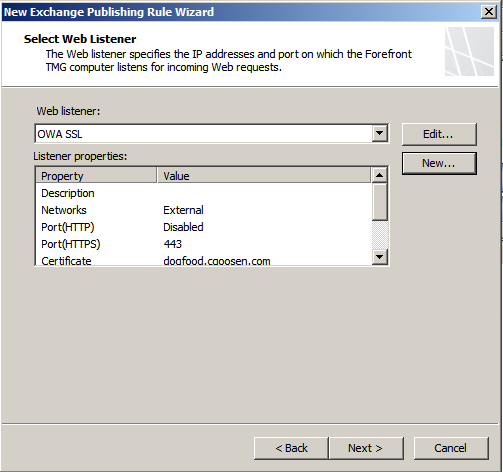 New Exchange Publishing Rule Wizard
Select Web Listener
The Web listener specifies the IP addresses and port on which the Forefront
TMG computer listens for incoming Web requests.
Web listener:
OWA SSL
Edit...
Listener properties:
New...
Property Value
Description
Networks External
Port(HTTP) Disabled
Port(HTTPS) 443
Certificate dogfood.cgoosen.com
< Back Next > Cancel